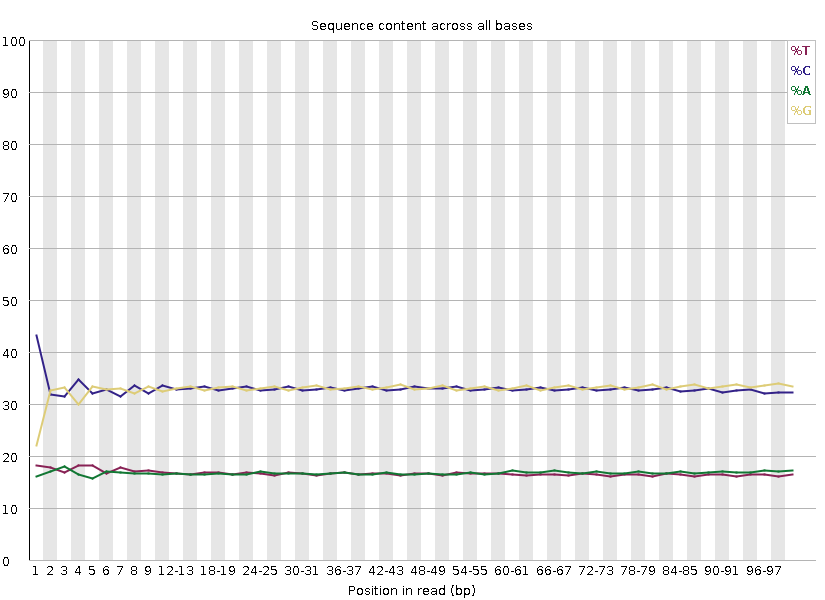 Sequence content across all bases
100
90
80
70
60
50
40
30
20
10
0
%T
%C
%A
%G
1 2 3 4 5 6 7 8 9 12-13 18-19 24-25 30-31 36-37 42-43 48-49 54-55 60-61 66-67 72-73 78-79 84-85 90-91 96-97
Position in read (bp)